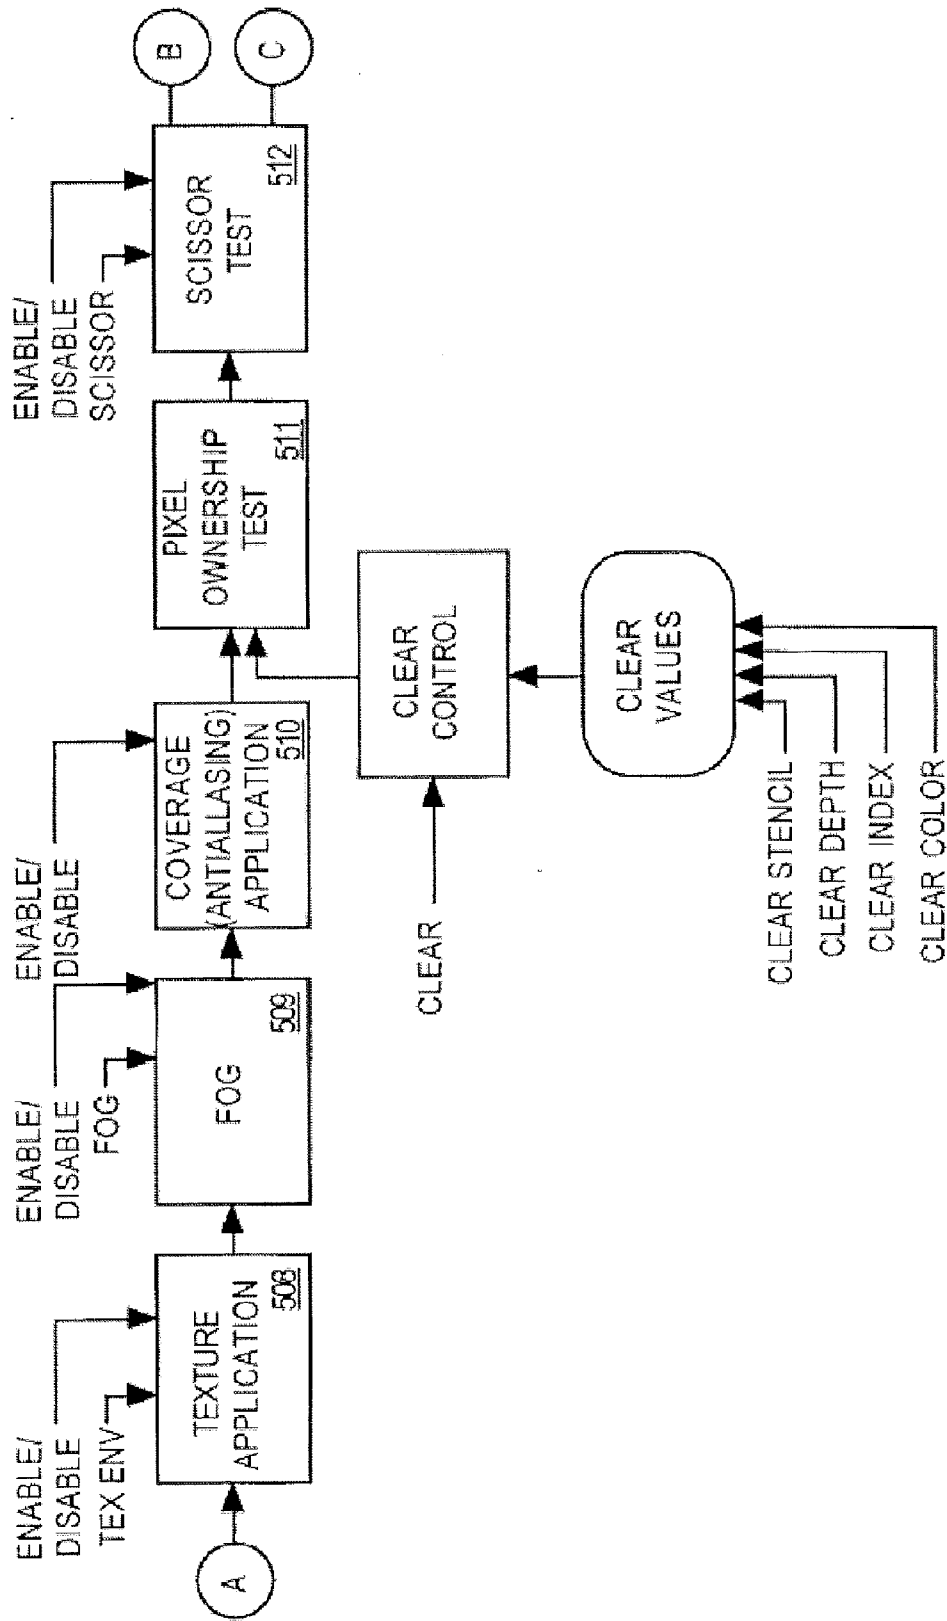 ENABLE/
DISABLE
TEX ENV
ENABLE/
DISABLE
FOG
ENABLE/
DISABLE
ENABLE/
DISABLE
SCISSOR
A
TEXTURE
APPLICATION
508
FOG
509
COVERAGE
(ANTIALLASING)
APPLICATION
510
PIXEL
OWNERSHIP
TEST
511
SCISSOR
TEST
512
B
C
CLEAR
CLEAR
CONTROL
CLEAR
VALUES
CLEAR STENCIL
CLEAR DEPTH
CLEAR INDEX
CLEAR COLOR